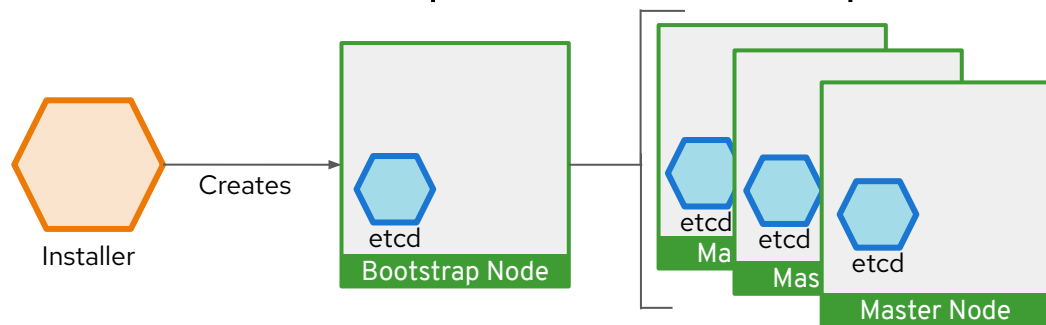 Creates
Installer
etcd
Bootstrap Node
etcd
Ma
etcd
Mas
etcd
Master Node